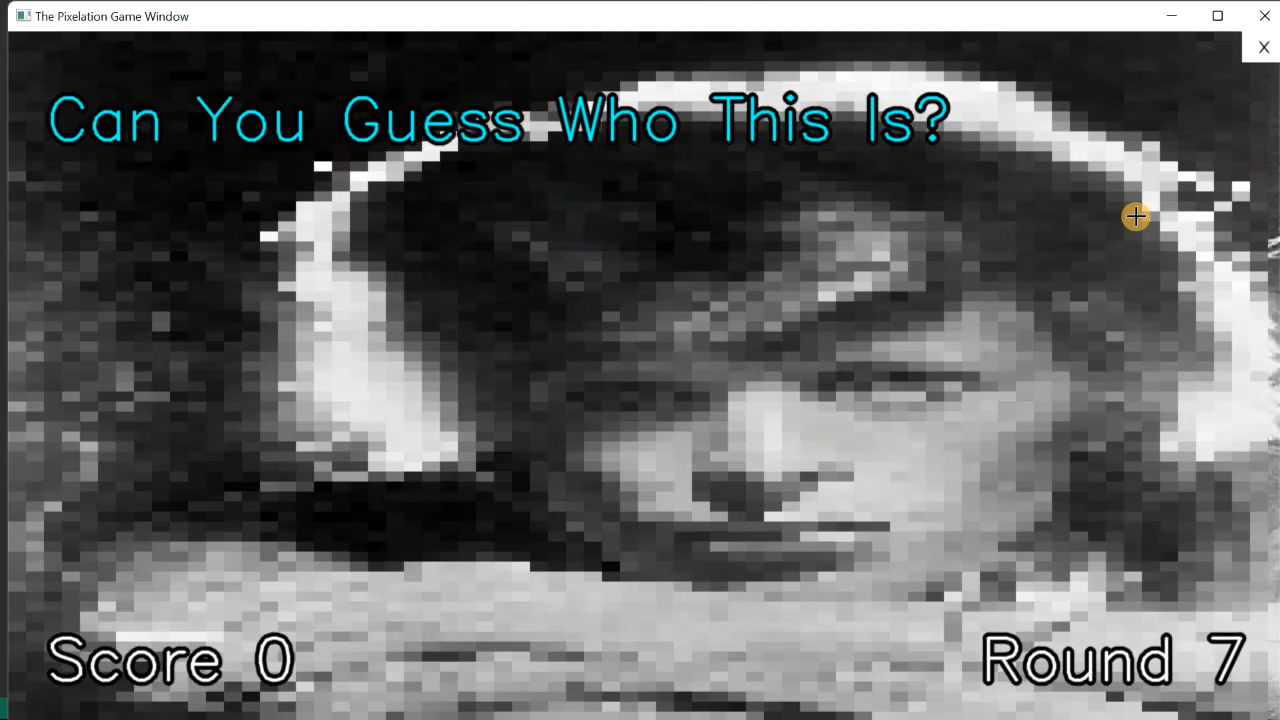 The Pixelation Game Window
X
Can You Guess Who This Is?
Score 0
Round 7